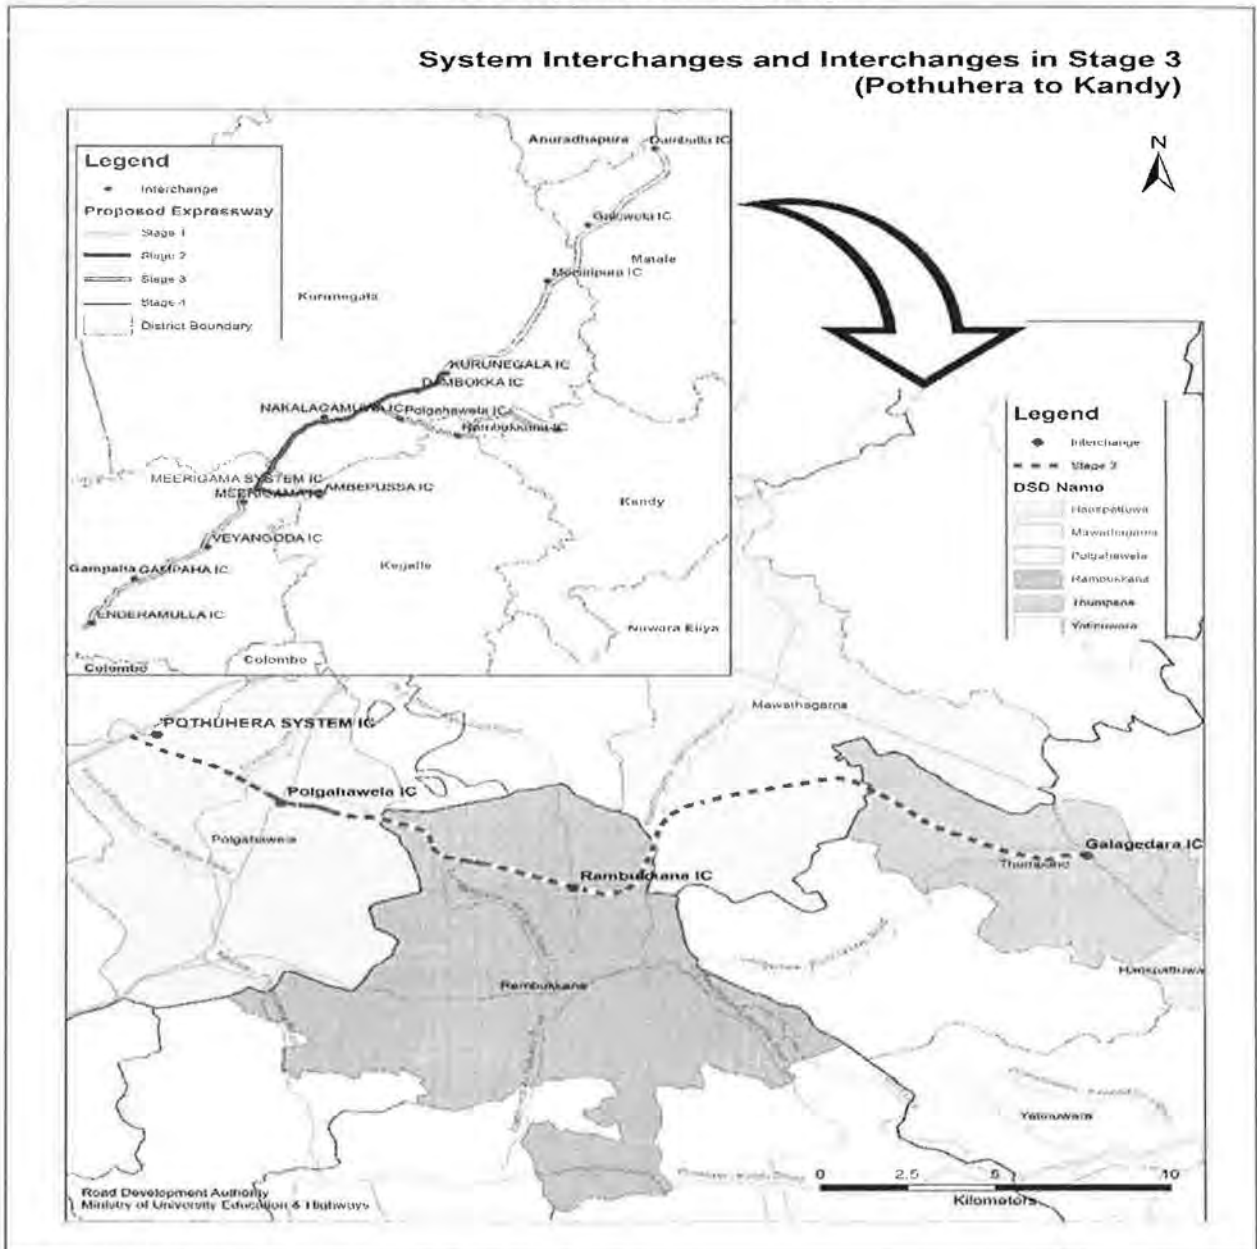 System Interchanges and Interchanges in Stage 3
(Pothuhera to Kandy)
N
Legend
Interchange
Proposed Expressway
Stage 1
Stage 2
Stage 3
Stage 4
District Boundary
Anuradhapura
Dambulla IC
Galewela IC
Matale
Kurunegala
KURUNEGALA IC
DAMBOKKA IC
NAKALAGAMUWA IC
Polgahawela IC
Rambukkana IC
MEERIGAMA SYSTEM IC
MEERIGAMA IC
AMBEPUSSA IC
Kandy
VEYANGODA IC
Kegalle
Gampaha
GAMPAHA IC
ENDERAMULLA IC
Nuwara Eliya
Colombo
Colombo
Legend
Interchange
Stage 3
DSD Name
Harispattuwa
Mawathagama
Polgahawela
Rambukkana
Thumpane
Yatinuwara
Mawathagama
POTHUHERA SYSTEM IC
Polgahawela IC
Polgahawela
Rambukkana IC
Galagedara IC
Thumpane
Harispattuwa
Rambukkana
Yatinuwara
0 2.5 5 10
Kilometers
Road Development Authority
Ministry of University Education & Highways